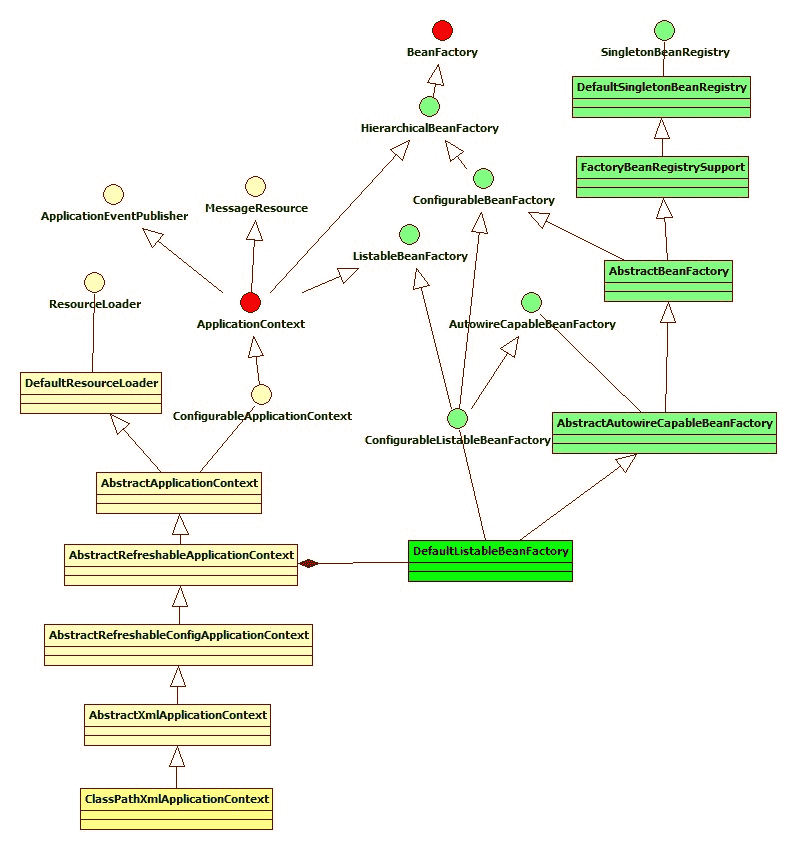 BeanFactory
SingletonBeanRegistry
DefaultSingletonBeanRegistry
HierarchicalBeanFactory
FactoryBeanRegistrySupport
ConfigurableBeanFactory
MessageResource
ApplicationEventPublisher
ListableBeanFactory
AbstractBeanFactory
ResourceLoader
ApplicationContext
AutowireCapableBeanFactory
DefaultResourceLoader
ConfigurableApplicationContext
AbstractAutowireCapableBeanFactory
ConfigurableListableBeanFactory
AbstractApplicationContext
AbstractRefreshableApplicationContext
DefaultListableBeanFactory
AbstractRefreshableConfigApplicationContext
AbstractXmlApplicationContext
ClassPathXmlApplicationContext